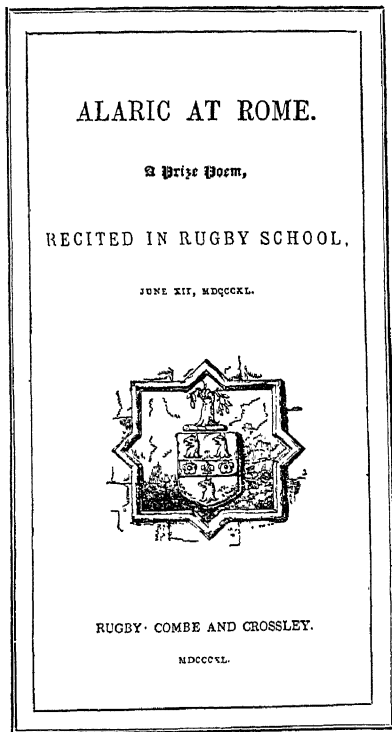 ALARIC AT ROME.
A Prize Poem,
RECITED IN RUGBY SCHOOL,
JUNE XII, MDCCCXL.
RUGBY· COMBE AND CROSSLEY.
MDCCCXL.